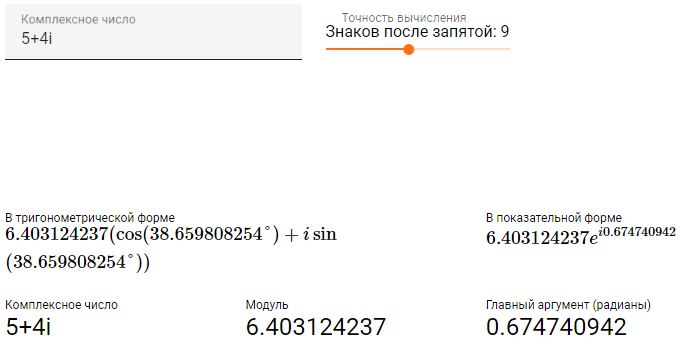 Комплексное число
5+4i
Точность вычисления
Знаков после запятой: 9
В тригонометрической форме
6.403124237(cos(38.659808254°) + i sin
(38.659808254°))
В показательной форме
6.403124237e^{i0.674740942}
Комплексное число
5+4i
Модуль
6.403124237
Главный аргумент (радианы)
0.674740942